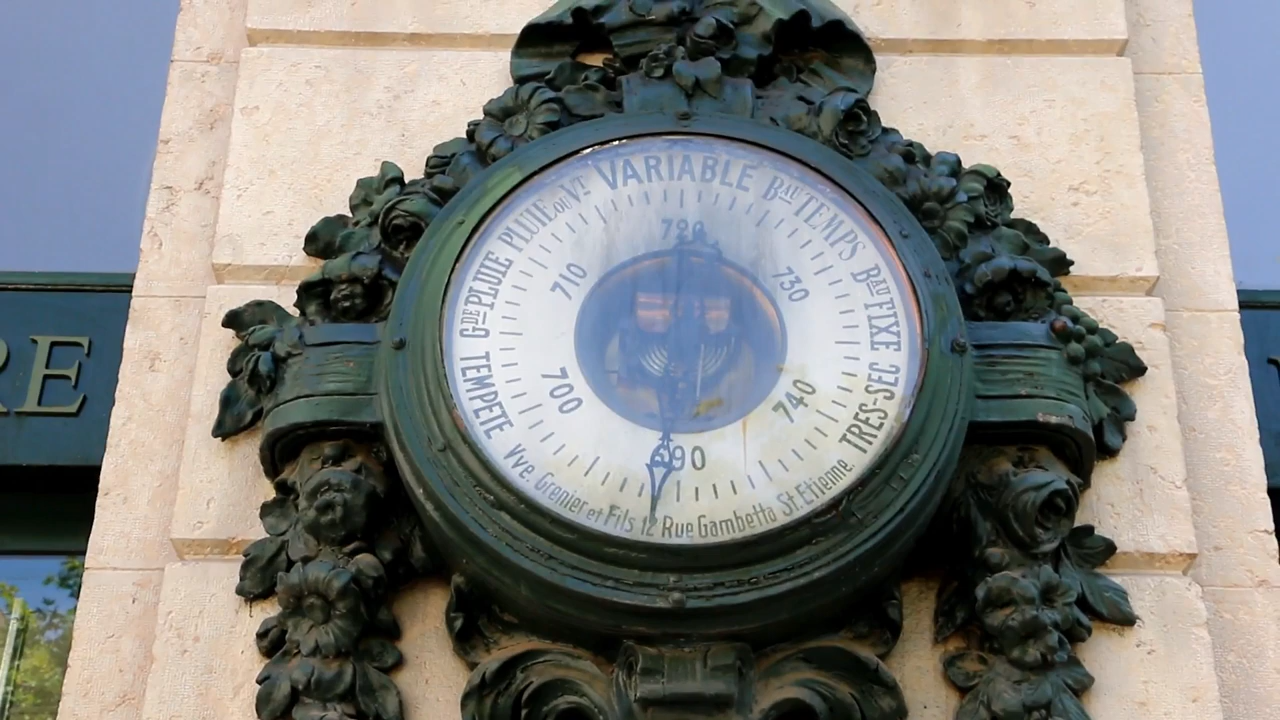 TEMPETE GDE PLUIE PLUIE OU VT VARIABLE BAU TEMPS BAU FIXE TRES-SEC
720
710
730
700
740
690
Vve. Grenier et Fils 12 Rue Gambetta St. Etienne.
RE